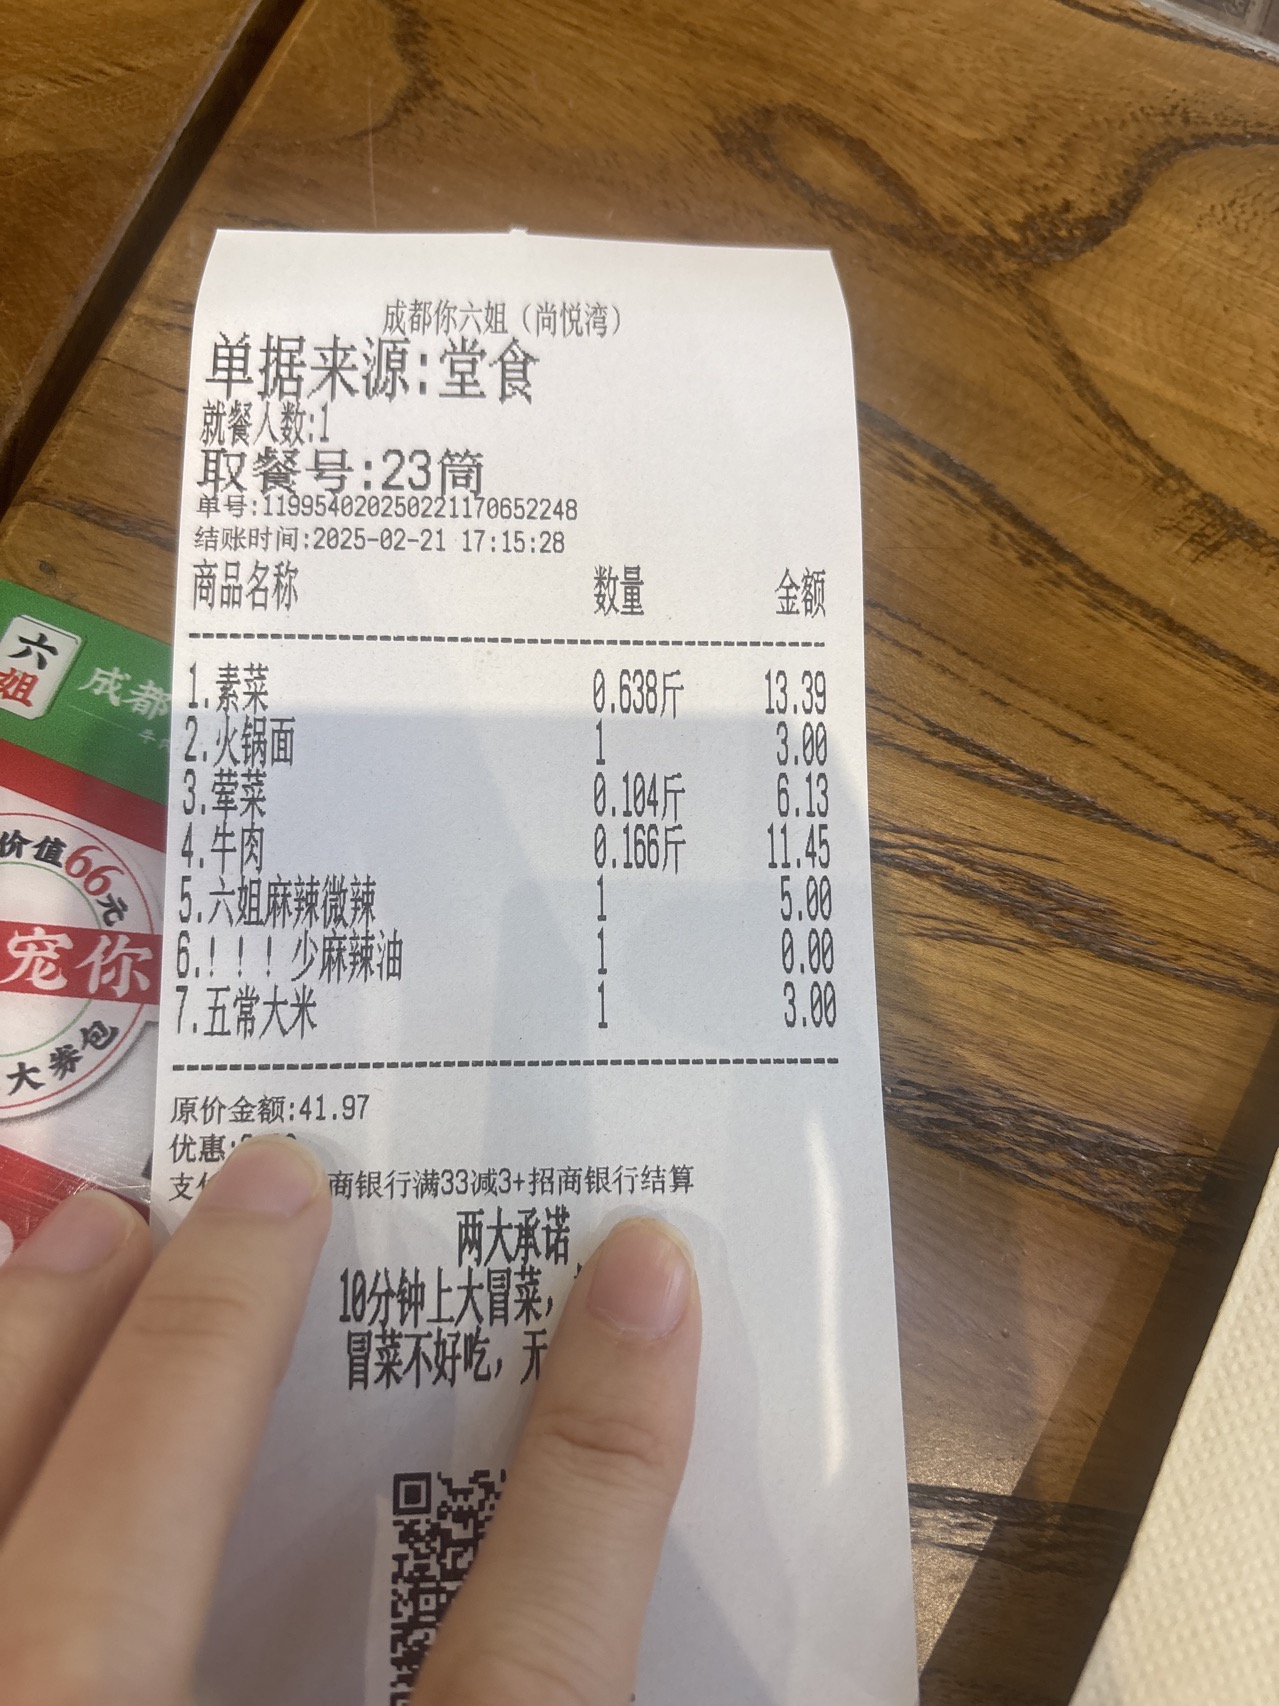 成都你六姐（尚悦湾）
单据来源:堂食
就餐人数:1
取餐号:23筒
单号:119954020250221170652248
结账时间:2025-02-21 17:15:28
商品名称 数量 金额
1.素菜 0.638斤 13.39
2.火锅面 1 3.00
3.荤菜 0.104斤 6.13
4.牛肉 0.166斤 11.45
5.六姐麻辣微辣 1 5.00
6.！！！少麻辣油 1 0.00
7.五常大米 1 3.00
原价金额:41.97
优惠:
支 商银行满33减3+招商银行结算
两大承诺
10分钟上大冒菜，
冒菜不好吃，无
六姐
成都
价值66元
宠你
大券包